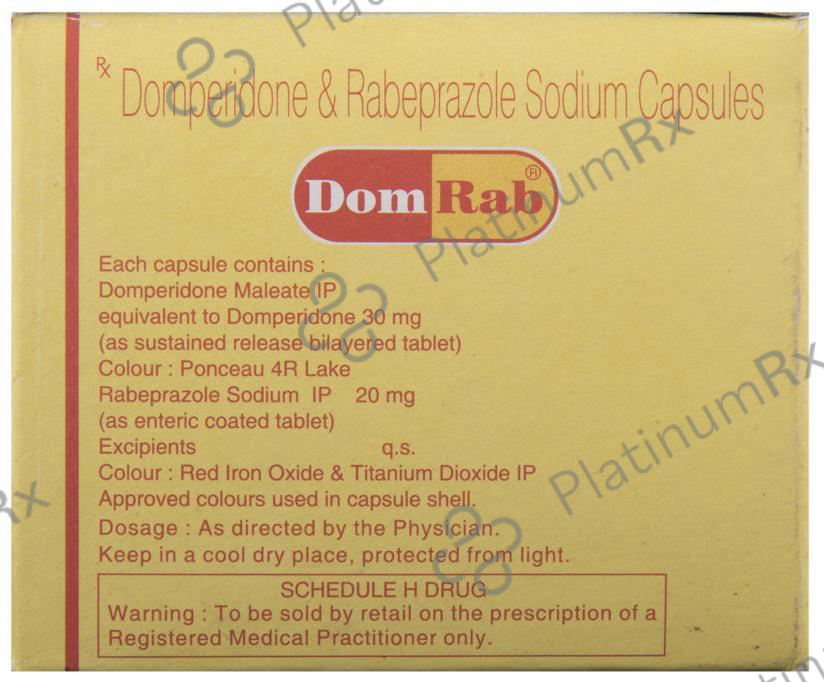 Rx Domperidone & Rabeprazole Sodium Capsules
DomRab®
Each capsule contains :
Domperidone Maleate IP
equivalent to Domperidone 30 mg
(as sustained release bilayered tablet)
Colour : Ponceau 4R Lake
Rabeprazole Sodium IP 20 mg
(as enteric coated tablet)
Excipients q.s.
Colour : Red Iron Oxide & Titanium Dioxide IP
Approved colours used in capsule shell.
Dosage : As directed by the Physician.
Keep in a cool dry place, protected from light.
SCHEDULE H DRUG
Warning : To be sold by retail on the prescription of a
Registered Medical Practitioner only.
PlatinumRx
PlatinumRx